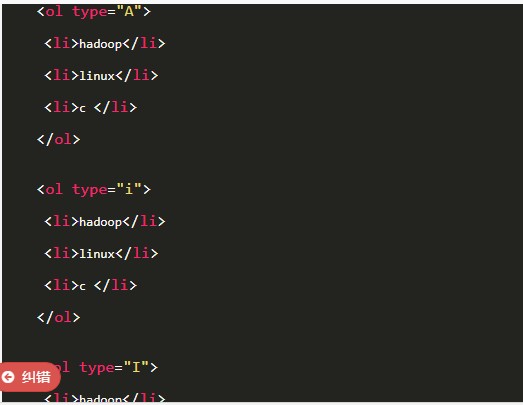 <ol type="A">
<li>hadoop</li>
<li>linux</li>
<li>c </li>
</ol>
<ol type="i">
<li>hadoop</li>
<li>linux</li>
<li>c </li>
</ol>
ol type="I">
纠错
<li>hadoop</li>